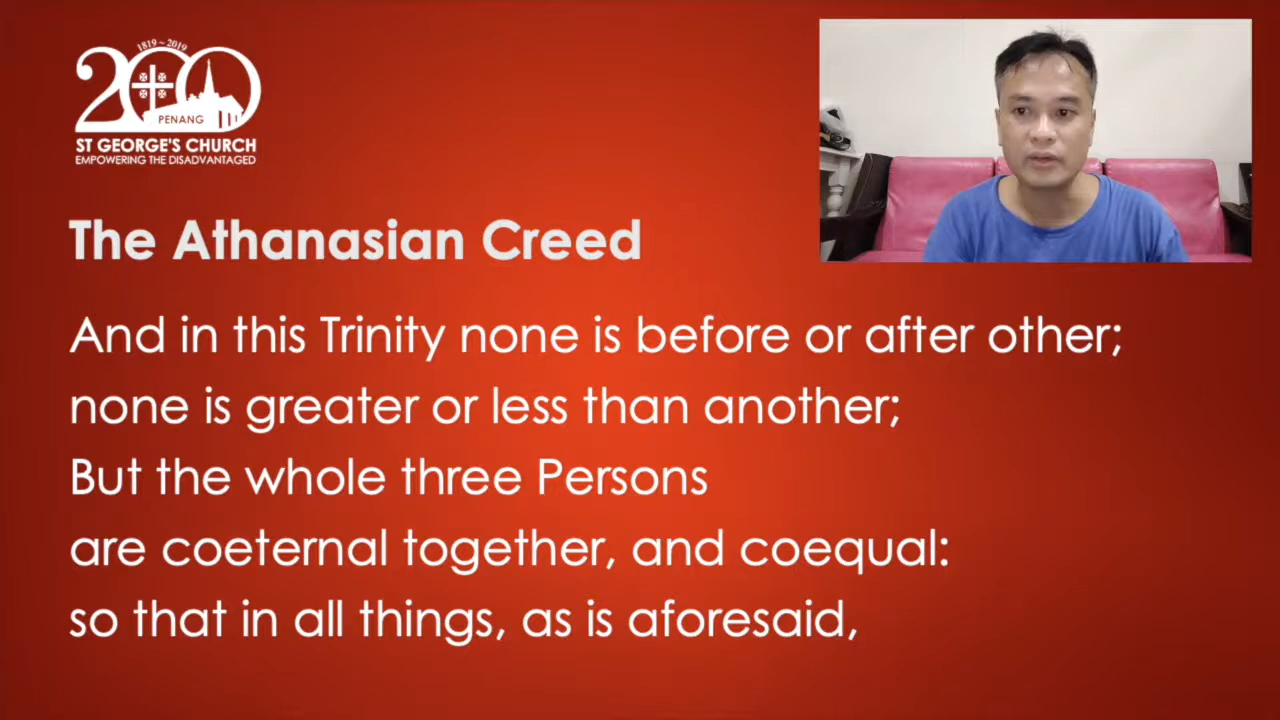 1819 ~ 2019
200
PENANG
ST GEORGE'S CHURCH
EMPOWERING THE DISADVANTAGED
The Athanasian Creed
And in this Trinity none is before or after other;
none is greater or less than another;
But the whole three Persons
are coeternal together, and coequal:
so that in all things, as is aforesaid,